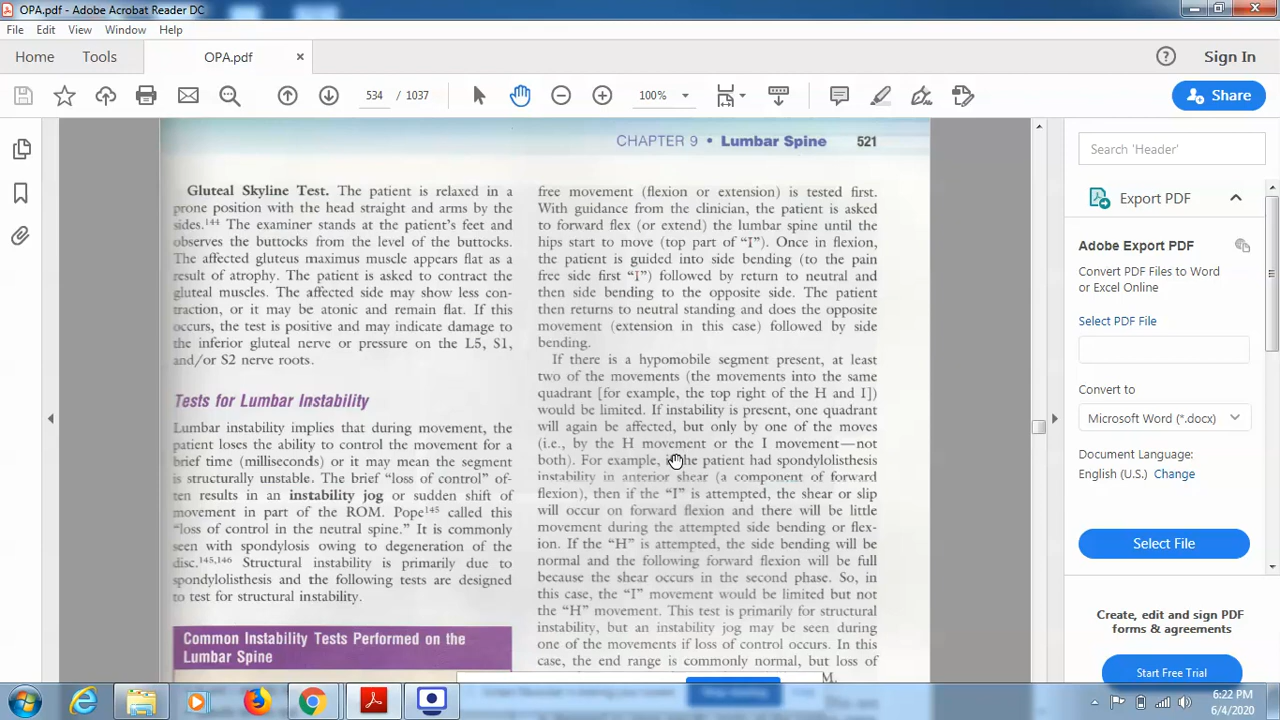 OPA.pdf - Adobe Acrobat Reader DC
File Edit View Window Help
Home Tools OPA.pdf × Sign In
534 / 1037 100% Share
CHAPTER 9 • Lumbar Spine 521
Gluteal Skyline Test. The patient is relaxed in a
prone position with the head straight and arms by the
sides.144 The examiner stands at the patient's feet and
observes the buttocks from the level of the buttocks.
The affected gluteus maximus muscle appears flat as a
result of atrophy. The patient is asked to contract the
gluteal muscles. The affected side may show less con-
traction, or it may be atonic and remain flat. If this
occurs, the test is positive and may indicate damage to
the inferior gluteal nerve or pressure on the L5, S1,
and/or S2 nerve roots.
Tests for Lumbar Instability
Lumbar instability implies that during movement, the
patient loses the ability to control the movement for a
brief time (milliseconds) or it may mean the segment
is structurally unstable. The brief "loss of control" of-
ten results in an instability jog or sudden shift of
movement in part of the ROM. Pope145 called this
"loss of control in the neutral spine." It is commonly
seen with spondylosis owing to degeneration of the
disc.145,146 Structural instability is primarily due to
spondylolisthesis and the following tests are designed
to test for structural instability.
Common Instability Tests Performed on the
Lumbar Spine
free movement (flexion or extension) is tested first.
With guidance from the clinician, the patient is asked
to forward flex (or extend) the lumbar spine until the
hips start to move (top part of "I"). Once in flexion,
the patient is guided into side bending (to the pain
free side first "I") followed by return to neutral and
then side bending to the opposite side. The patient
then returns to neutral standing and does the opposite
movement (extension in this case) followed by side
bending.
If there is a hypomobile segment present, at least
two of the movements (the movements into the same
quadrant [for example, the top right of the H and I])
would be limited. If instability is present, one quadrant
will again be affected, but only by one of the moves
(i.e., by the H movement or the I movement—not
both). For example, the patient had spondylolisthesis
instability in anterior shear (a component of forward
flexion), then if the "I" is attempted, the shear or slip
will occur on forward flexion and there will be little
movement during the attempted side bending or flex-
ion. If the "H" is attempted, the side bending will be
normal and the following forward flexion will be full
because the shear occurs in the second phase. So, in
this case, the "I" movement would be limited but not
the "H" movement. This test is primarily for structural
instability, but an instability jog may be seen during
one of the movements if loss of control occurs. In this
case, the end range is commonly normal, but loss of
M.
Search 'Header'
Export PDF
Adobe Export PDF
Convert PDF Files to Word
or Excel Online
Select PDF File
Convert to
Microsoft Word (*.docx)
Document Language:
English (U.S.) Change
Select File
Create, edit and sign PDF
forms & agreements
Start Free Trial
6:22 PM
6/4/2020